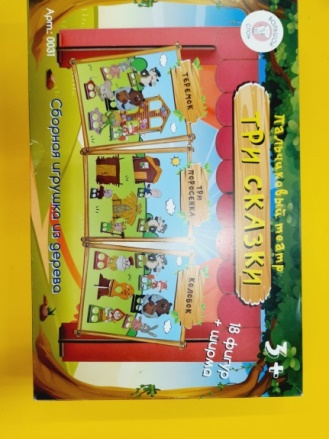 Пальчиковый театр
ТРИ СКАЗКИ
ТЕРЕМОК
ТРИ
ПОРОСЕНКА
КОЛОБОК
18 фигур
+ ширма
3+
Арт.: 0031
Сборная игрушка из дерева